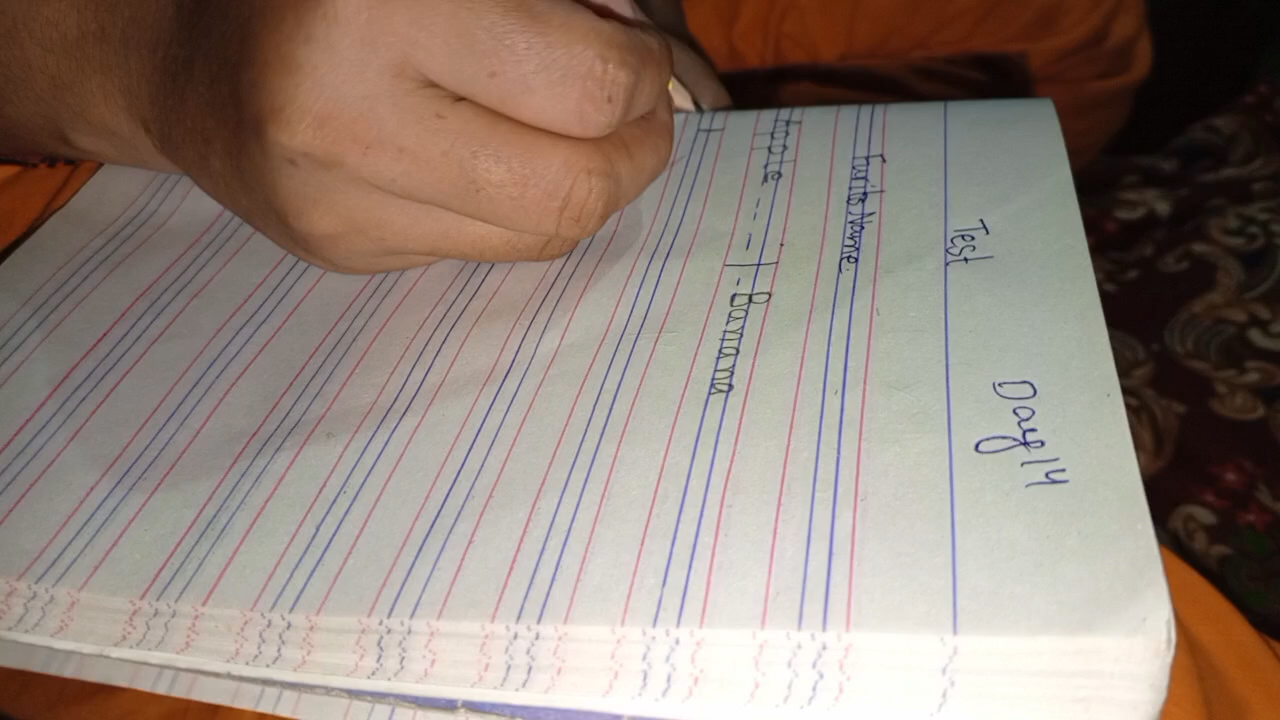 Test Day 14
Fruits Name.
Apple ---- | - Banana